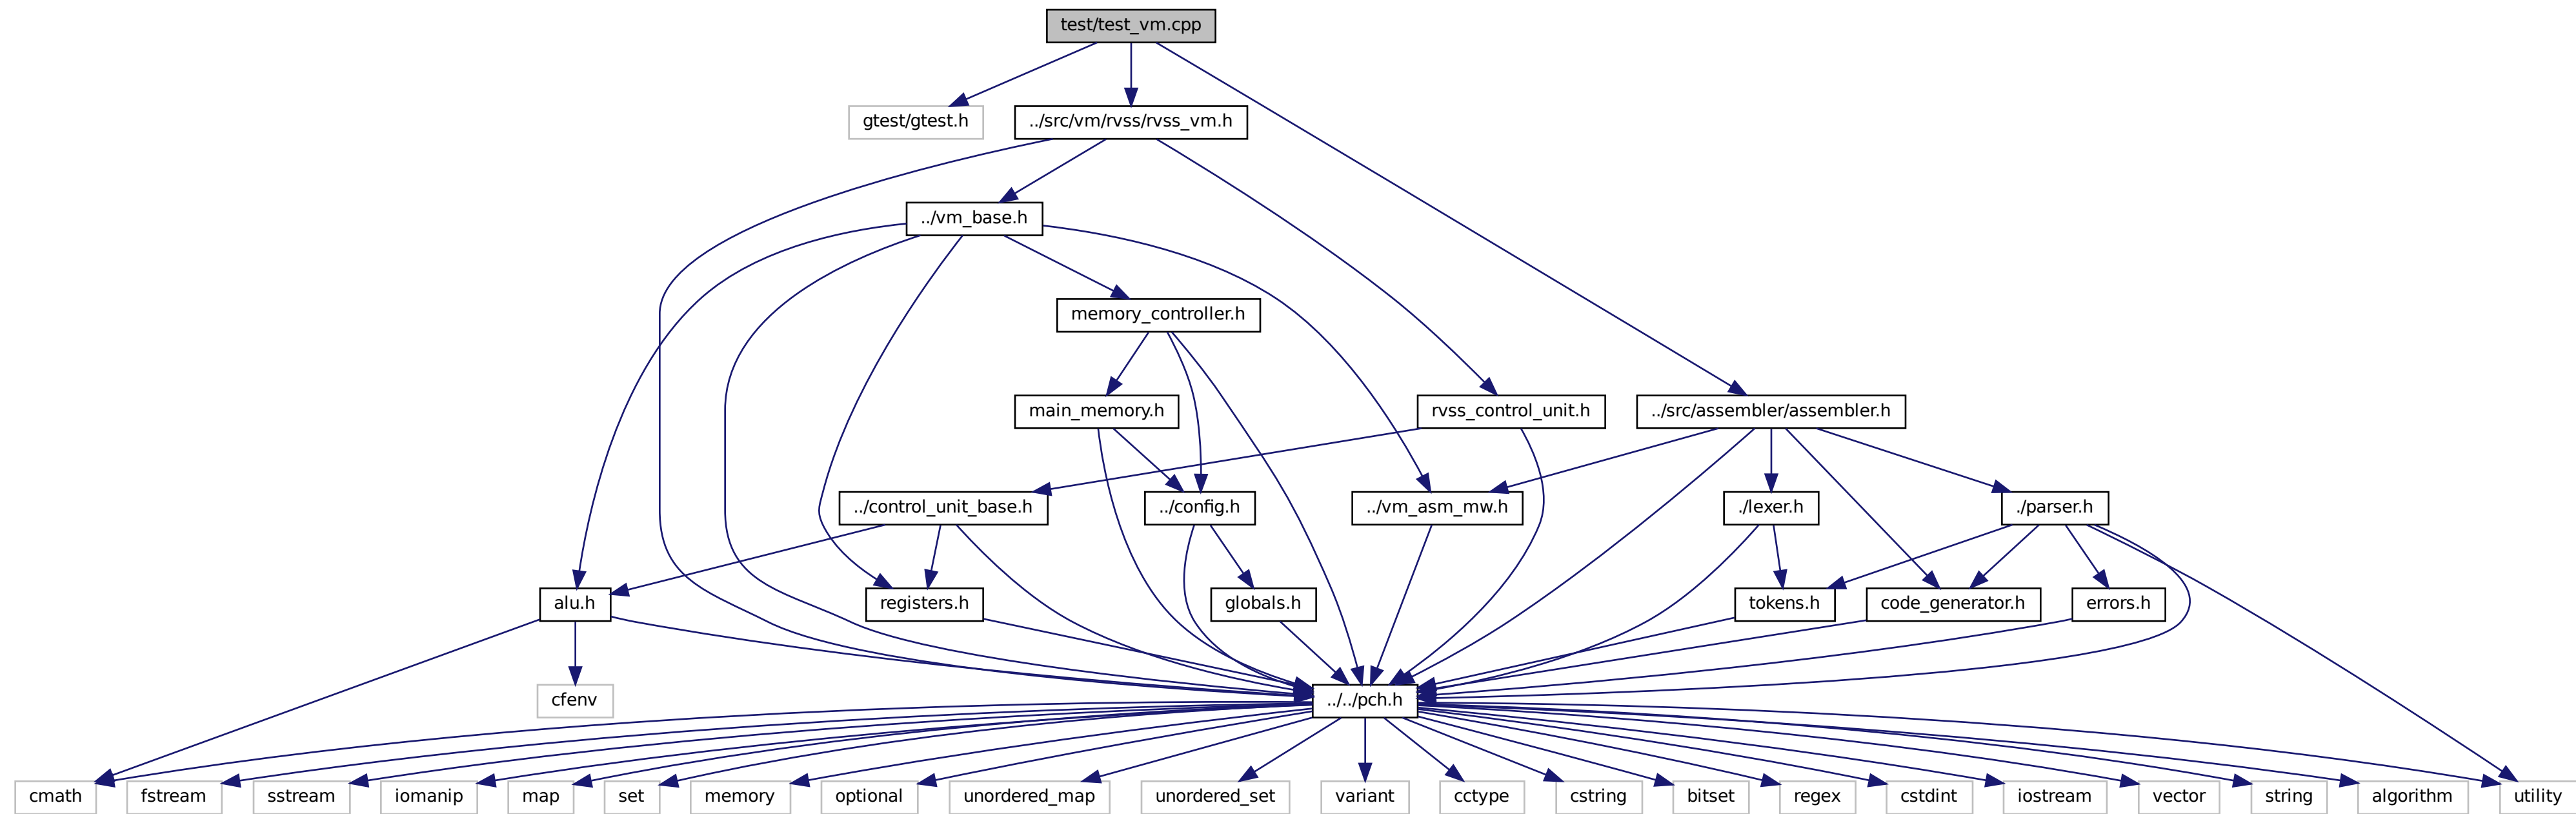 test/test_vm.cpp
gtest/gtest.h
../src/vm/rvss/rvss_vm.h
../vm_base.h
memory_controller.h
main_memory.h
rvss_control_unit.h
../src/assembler/assembler.h
../control_unit_base.h
../config.h
../vm_asm_mw.h
./lexer.h
./parser.h
alu.h
registers.h
globals.h
tokens.h
code_generator.h
errors.h
cfenv
../../pch.h
cmath
fstream
sstream
iomanip
map
set
memory
optional
unordered_map
unordered_set
variant
cctype
cstring
bitset
regex
cstdint
iostream
vector
string
algorithm
utility